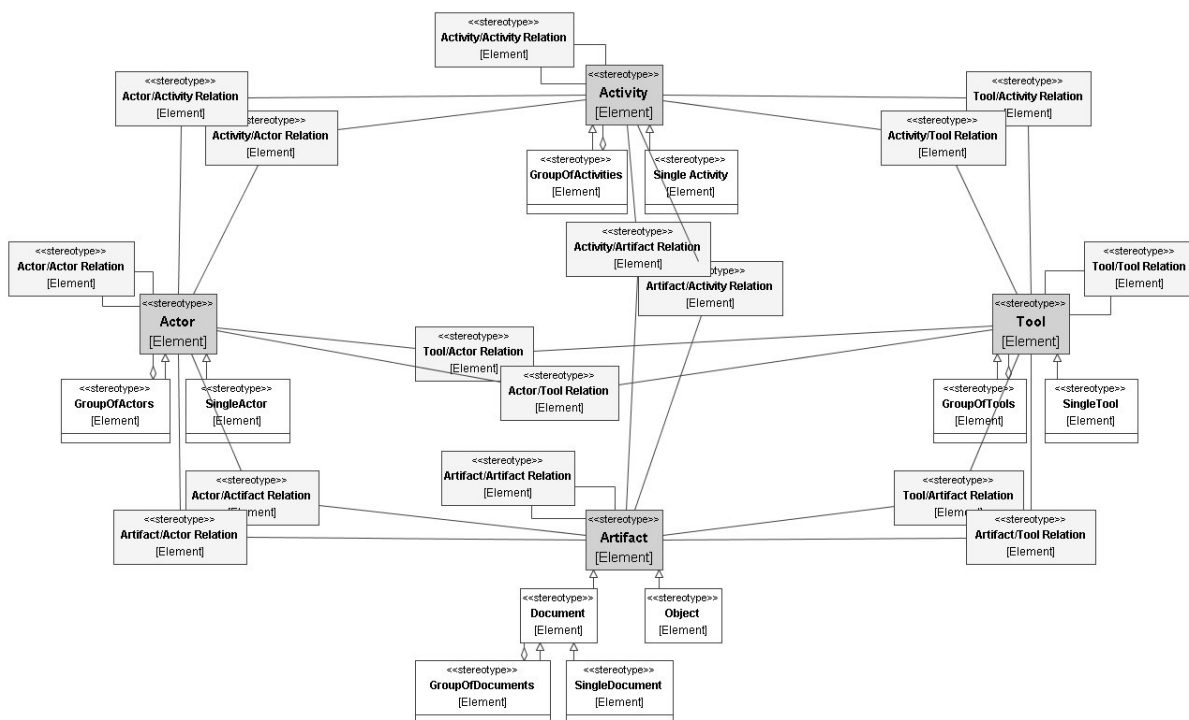 <<stereotype>>
Activity/Activity Relation
[Element]
<<stereotype>>
Activity
[Element]
<<stereotype>>
Actor/Activity Relation
[Element]
<<stereotype>>
Tool/Activity Relation
[Element]
<<stereotype>>
Activity/Actor Relation
[Element]
<<stereotype>>
Activity/Tool Relation
[Element]
<<stereotype>>
GroupOfActivities
[Element]
<<stereotype>>
Single Activity
[Element]
<<stereotype>>
Activity/Artifact Relation
[Element]
<<stereotype>>
Artifact/Activity Relation
[Element]
<<stereotype>>
Actor/Actor Relation
[Element]
<<stereotype>>
Tool/Tool Relation
[Element]
<<stereotype>>
Actor
[Element]
<<stereotype>>
Tool
[Element]
<<stereotype>>
Tool/Actor Relation
[Element]
<<stereotype>>
Actor/Tool Relation
[Element]
<<stereotype>>
GroupOfActors
[Element]
<<stereotype>>
SingleActor
[Element]
<<stereotype>>
GroupOfTools
[Element]
<<stereotype>>
SingleTool
[Element]
<<stereotype>>
Artifact/Artifact Relation
[Element]
<<stereotype>>
Actor/Actifact Relation
[Element]
<<stereotype>>
Tool/Artifact Relation
[Element]
<<stereotype>>
Artifact/Actor Relation
[Element]
<<stereotype>>
Artifact
[Element]
<<stereotype>>
Artifact/Tool Relation
[Element]
<<stereotype>>
Document
[Element]
<<stereotype>>
Object
[Element]
<<stereotype>>
GroupOfDocuments
[Element]
<<stereotype>>
SingleDocument
[Element]